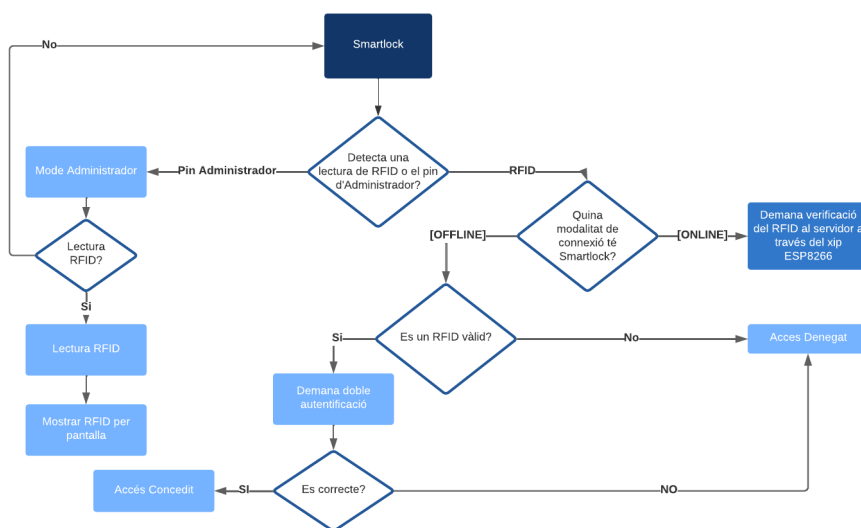 No
Smartlock
Detecta una
lectura de RFID o el pin
d'Administrador?
Pin Administrador
RFID
Mode Administrador
Quina
modalitat de
connexió té
Smartlock?
[OFFLINE]
[ONLINE]
Demana verificació
del RFID al servidor a
través del xip
ESP8266
Lectura
RFID?
Si
Lectura RFID
Es un RFID vàlid?
Si
No
Acces Denegat
Demana doble
autentificació
Mostrar RFID per
pantalla
Accés Concedit
SI
Es correcte?
NO